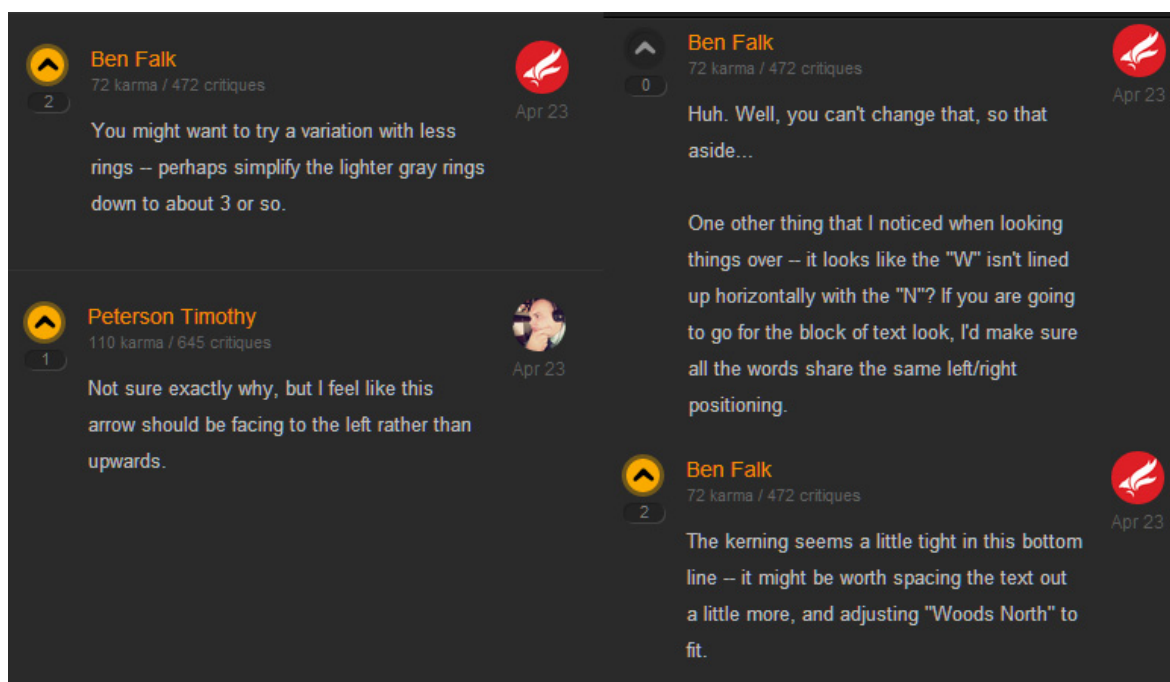 Ben Falk
72 karma / 472 critiques
2
Apr 23
You might want to try a variation with less
rings -- perhaps simplify the lighter gray rings
down to about 3 or so.
Peterson Timothy
110 karma / 645 critiques
1
Apr 23
Not sure exactly why, but I feel like this
arrow should be facing to the left rather than
upwards.
Ben Falk
72 karma / 472 critiques
0
Apr 23
Huh. Well, you can't change that, so that
aside...
One other thing that I noticed when looking
things over -- it looks like the "W" isn't lined
up horizontally with the "N"? If you are going
to go for the block of text look, I'd make sure
all the words share the same left/right
positioning.
Ben Falk
72 karma / 472 critiques
2
Apr 23
The kerning seems a little tight in this bottom
line -- it might be worth spacing the text out
a little more, and adjusting "Woods North" to
fit.